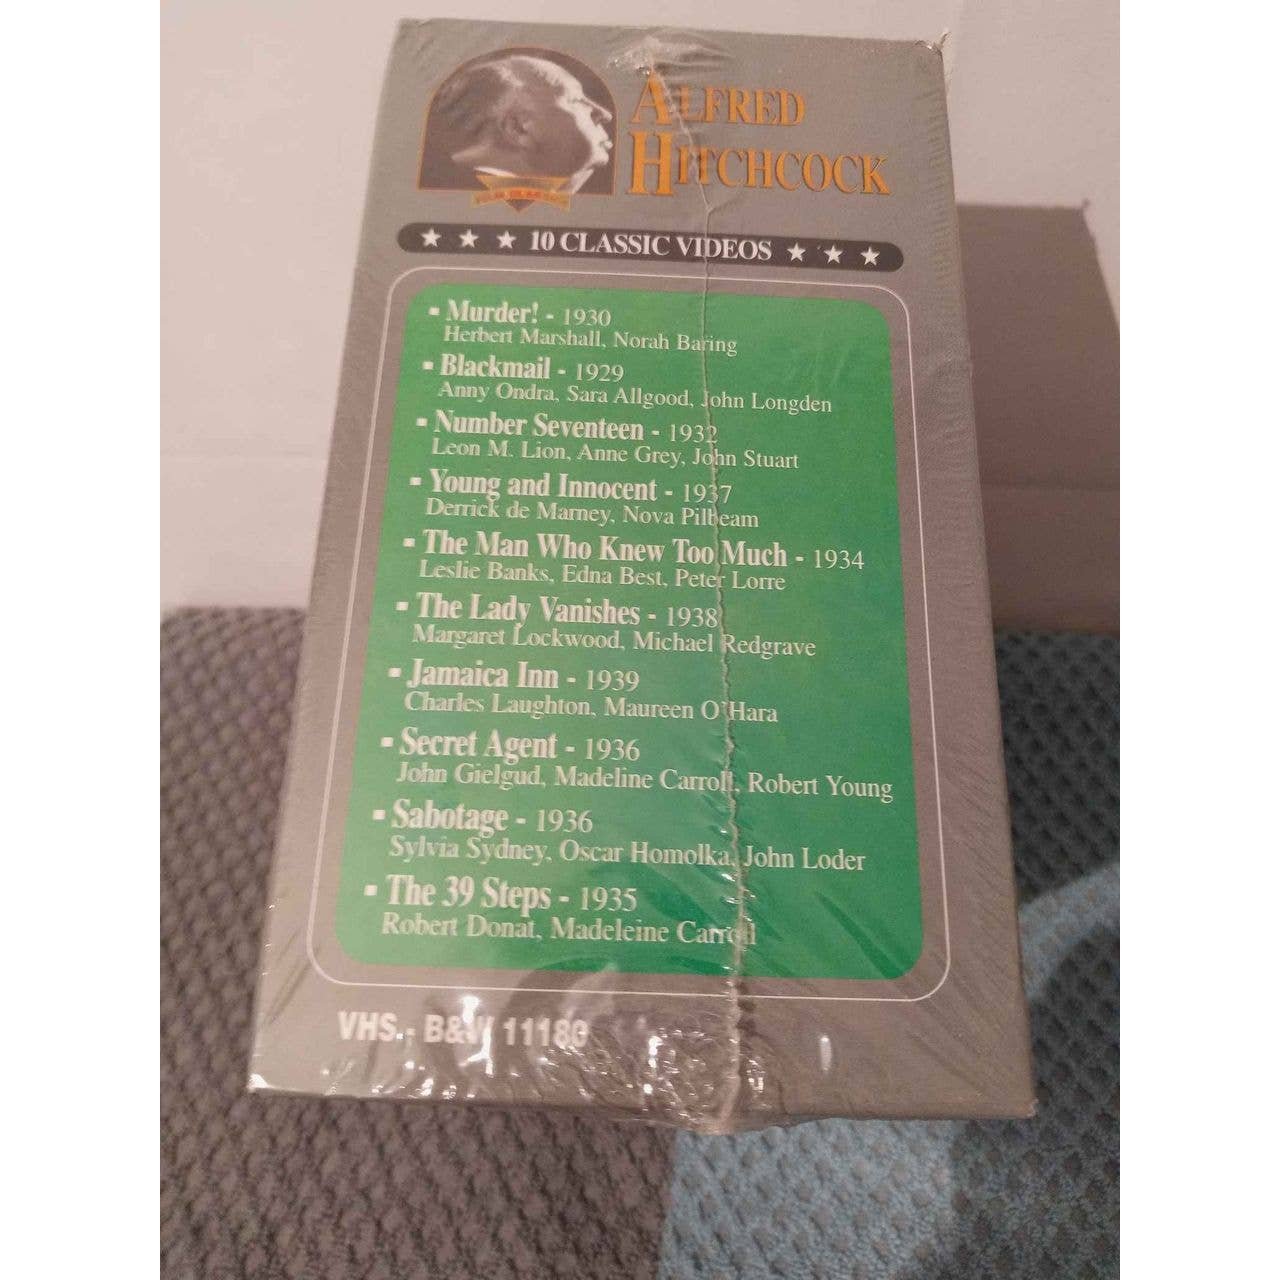 ALFRED
HITCHCOCK
★ ★ ★ 10 CLASSIC VIDEOS ★ ★ ★
▪ Murder! - 1930
Herbert Marshall, Norah Baring
▪ Blackmail - 1929
Anny Ondra, Sara Allgood, John Longden
▪ Number Seventeen - 1932
Leon M. Lion, Anne Grey, John Stuart
▪ Young and Innocent - 1937
Derrick de Marney, Nova Pilbeam
▪ The Man Who Knew Too Much - 1934
Leslie Banks, Edna Best, Peter Lorre
▪ The Lady Vanishes - 1938
Margaret Lockwood, Michael Redgrave
▪ Jamaica Inn - 1939
Charles Laughton, Maureen O'Hara
▪ Secret Agent - 1936
John Gielgud, Madeline Carroll, Robert Young
▪ Sabotage - 1936
Sylvia Sydney, Oscar Homolka, John Loder
▪ The 39 Steps - 1935
Robert Donat, Madeleine Carroll
VHS - B&W